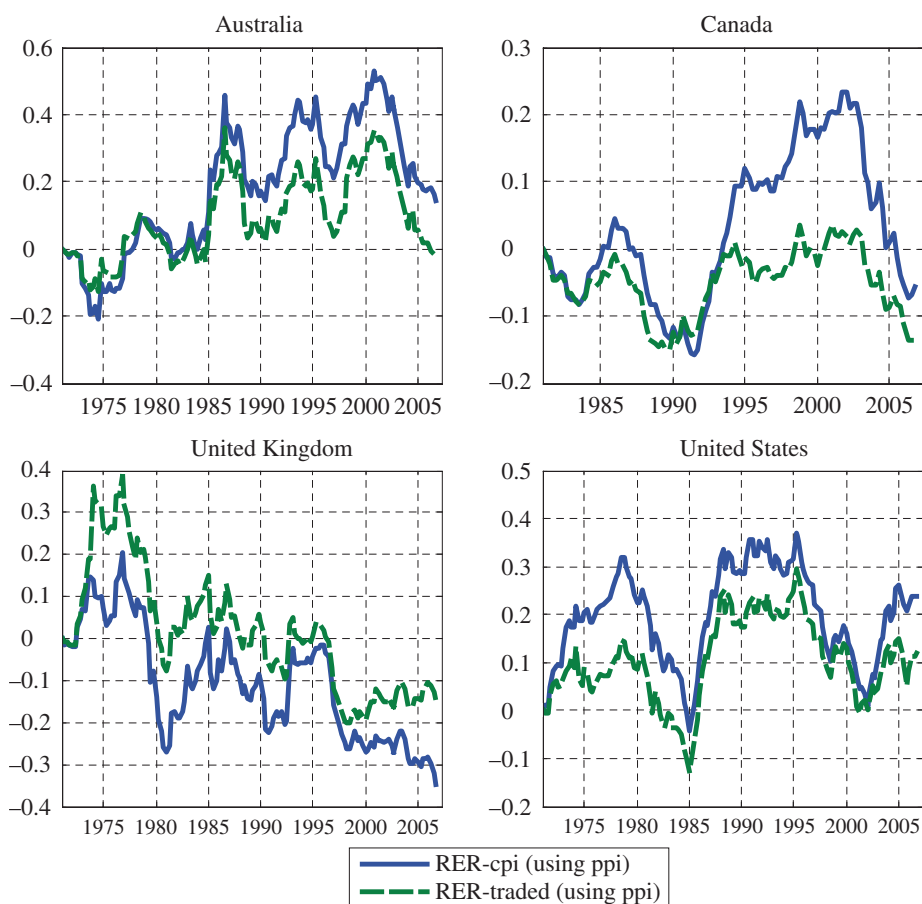 Australia
0.6
0.4
0.2
0
–0.2
–0.4
1975 1980 1985 1990 1995 2000 2005
Canada
0.3
0.2
0.1
0
–0.1
–0.2
1985 1990 1995 2000 2005
United Kingdom
0.4
0.3
0.2
0.1
0
–0.1
–0.2
–0.3
–0.4
1975 1980 1985 1990 1995 2000 2005
United States
0.5
0.4
0.3
0.2
0.1
0
–0.1
–0.2
1975 1980 1985 1990 1995 2000 2005
RER-cpi (using ppi)
RER-traded (using ppi)